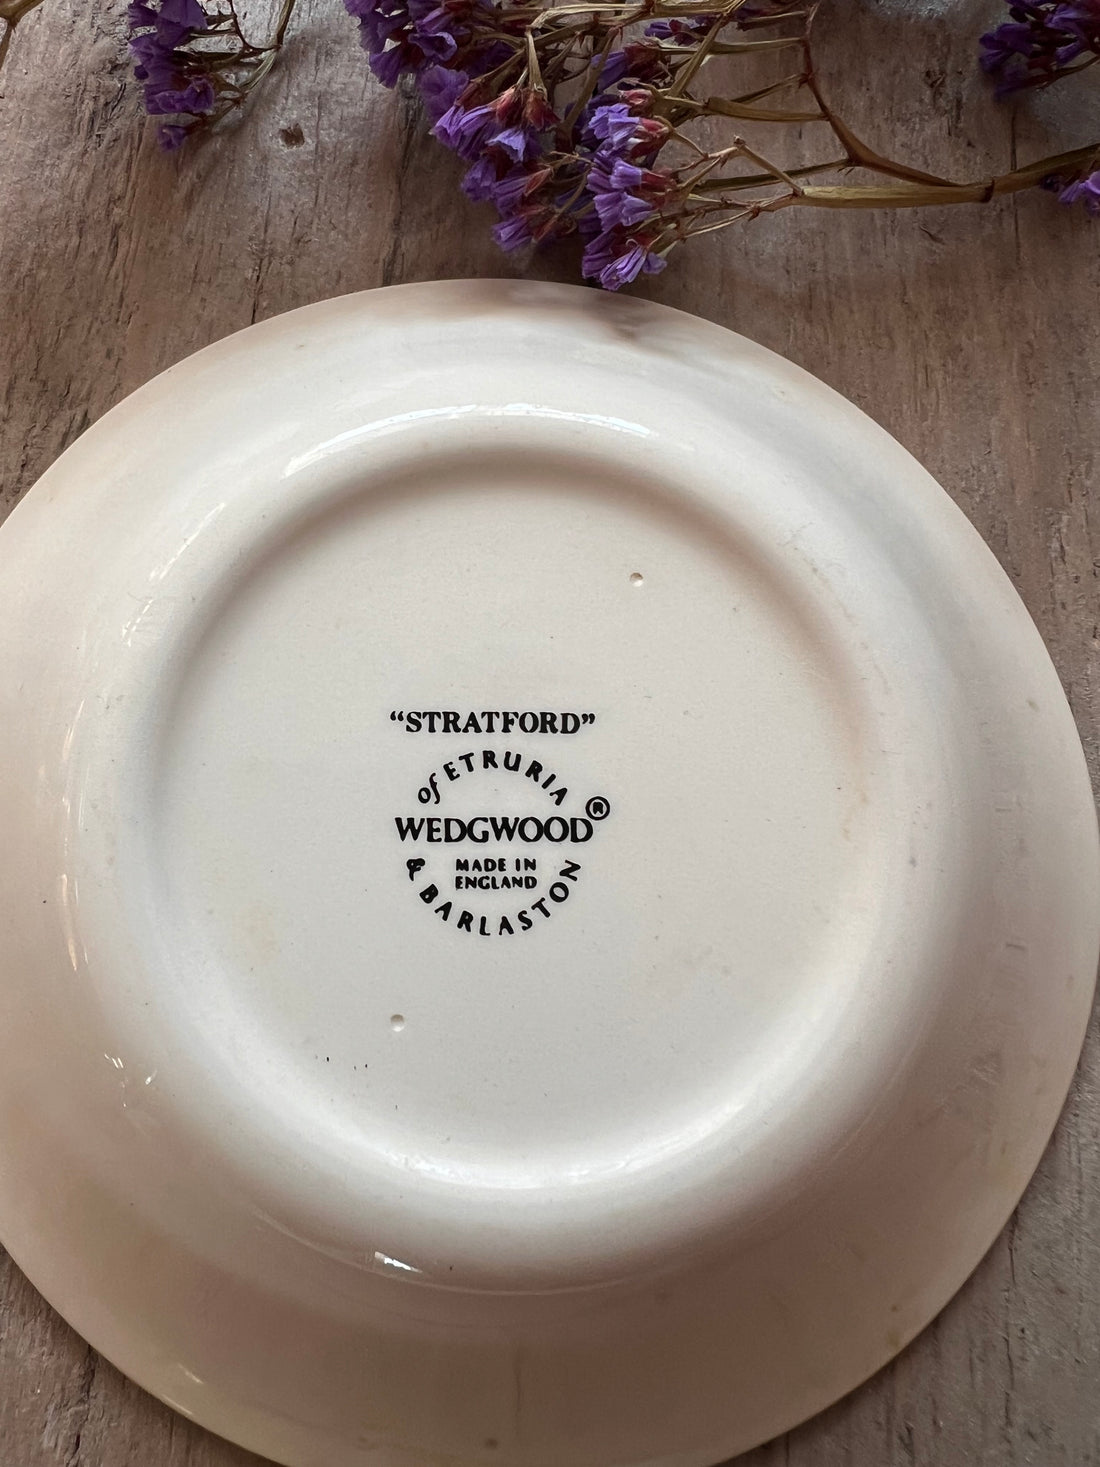 “STRATFORD”
of ETRURIA
WEDGWOOD®
MADE IN
ENGLAND
& BARLASTON